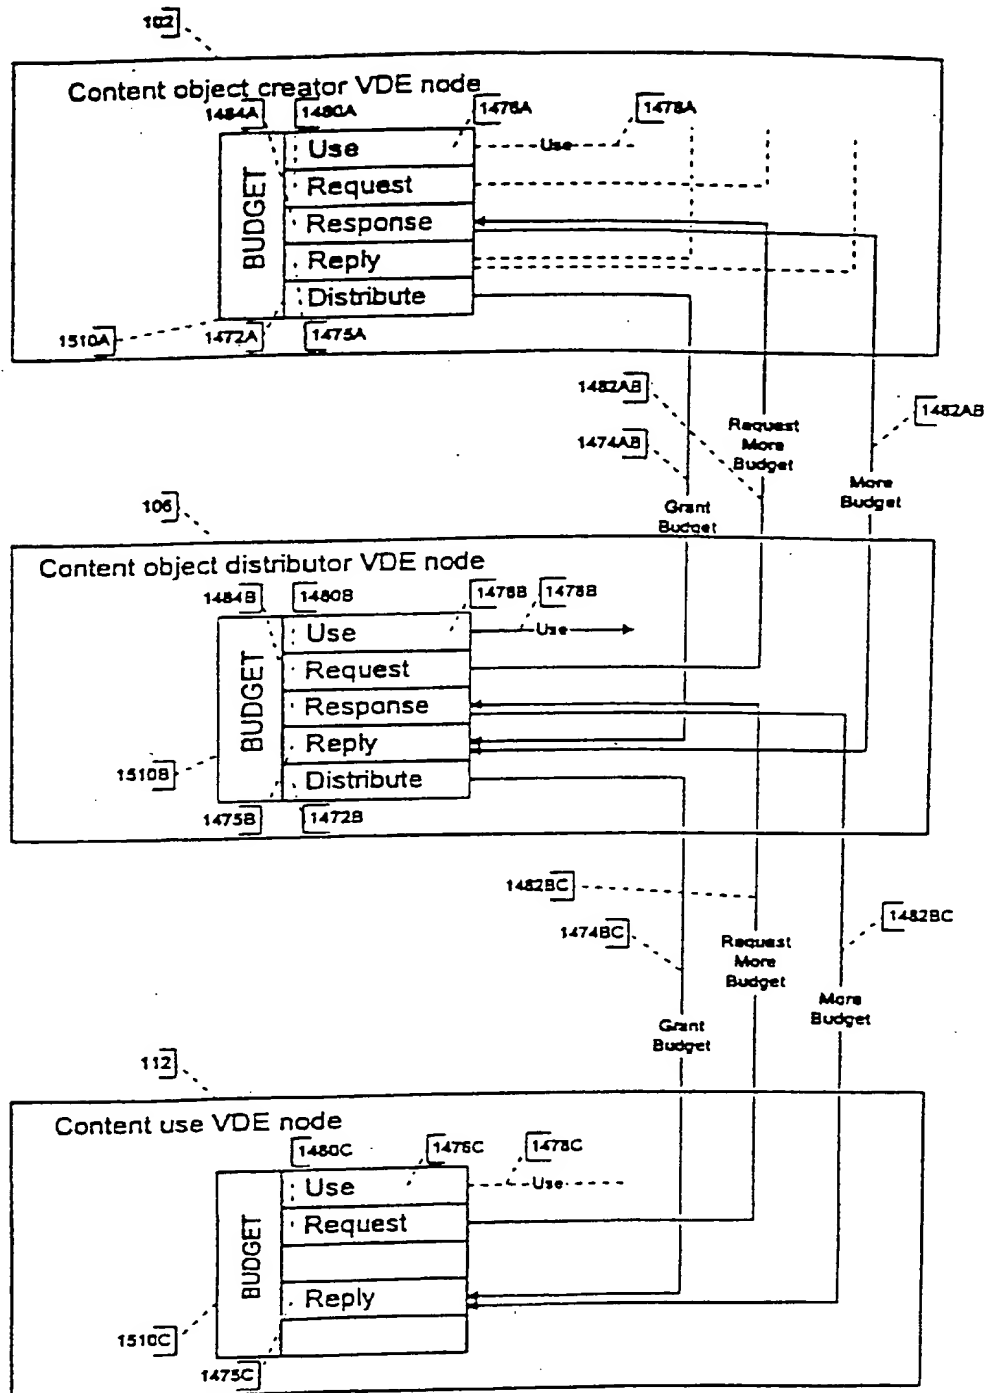 102
Content object creator VDE node
1484A
1480A
1476A
1478A
BUDGET
Use
Use
Request
Response
Reply
Distribute
1510A
1472A
1475A
1482AB
1482AB
Request
More
Budget
1474AB
More
Budget
Grant
Budget
106
Content object distributor VDE node
1484B
1480B
1476B
1478B
BUDGET
Use
Use
Request
Response
Reply
Distribute
1510B
1475B
1472B
1482BC
1482BC
1474BC
Request
More
Budget
More
Budget
Grant
Budget
112
Content use VDE node
1480C
1476C
1478C
BUDGET
Use
Use
Request
Reply
1510C
1475C